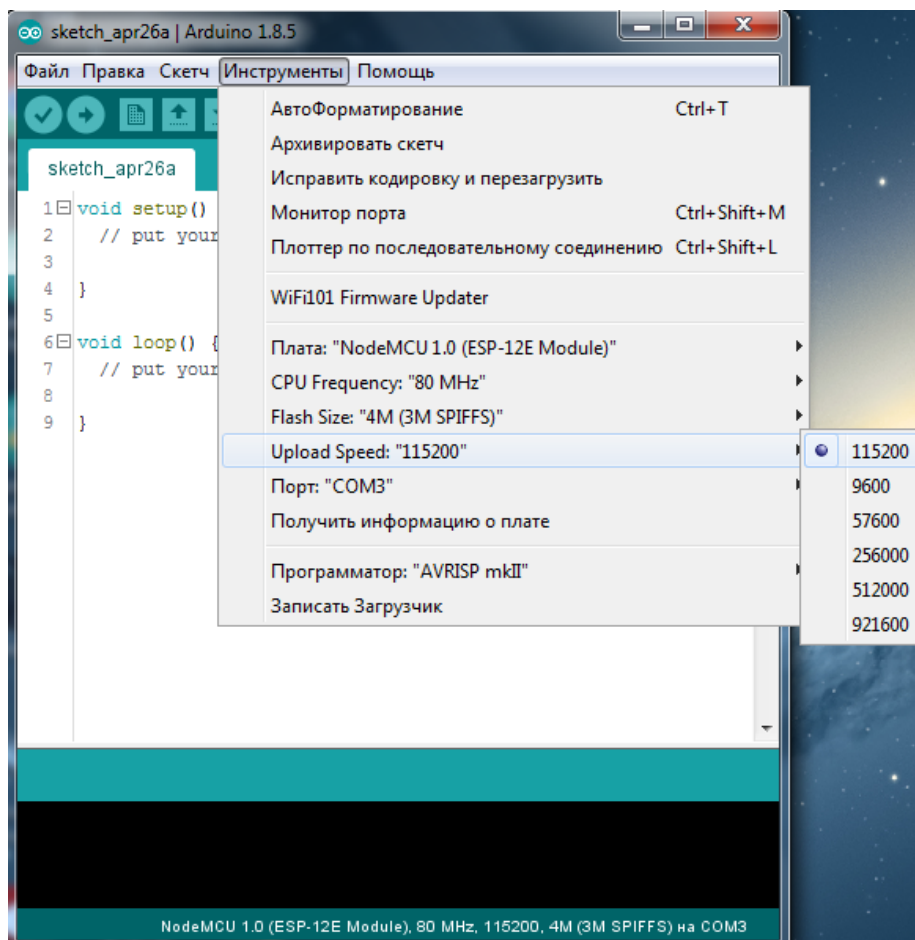 sketch_apr26a | Arduino 1.8.5
Файл Правка Скетч Инструменты Помощь
sketch_apr26a
АвтоФорматирование Ctrl+T
Архивировать скетч
Исправить кодировку и перезагрузить
Монитор порта Ctrl+Shift+M
Плоттер по последовательному соединению Ctrl+Shift+L
WiFi101 Firmware Updater
Плата: "NodeMCU 1.0 (ESP-12E Module)"
CPU Frequency: "80 MHz"
Flash Size: "4M (3M SPIFFS)"
Upload Speed: "115200"
Порт: "COM3"
Получить информацию о плате
Программатор: "AVRISP mkII"
Записать Загрузчик
115200
9600
57600
256000
512000
921600
1 void setup()
2 // put your
3
4 }
5
6 void loop() {
7 // put your
8
9 }
NodeMCU 1.0 (ESP-12E Module), 80 MHz, 115200, 4M (3M SPIFFS) на COM3